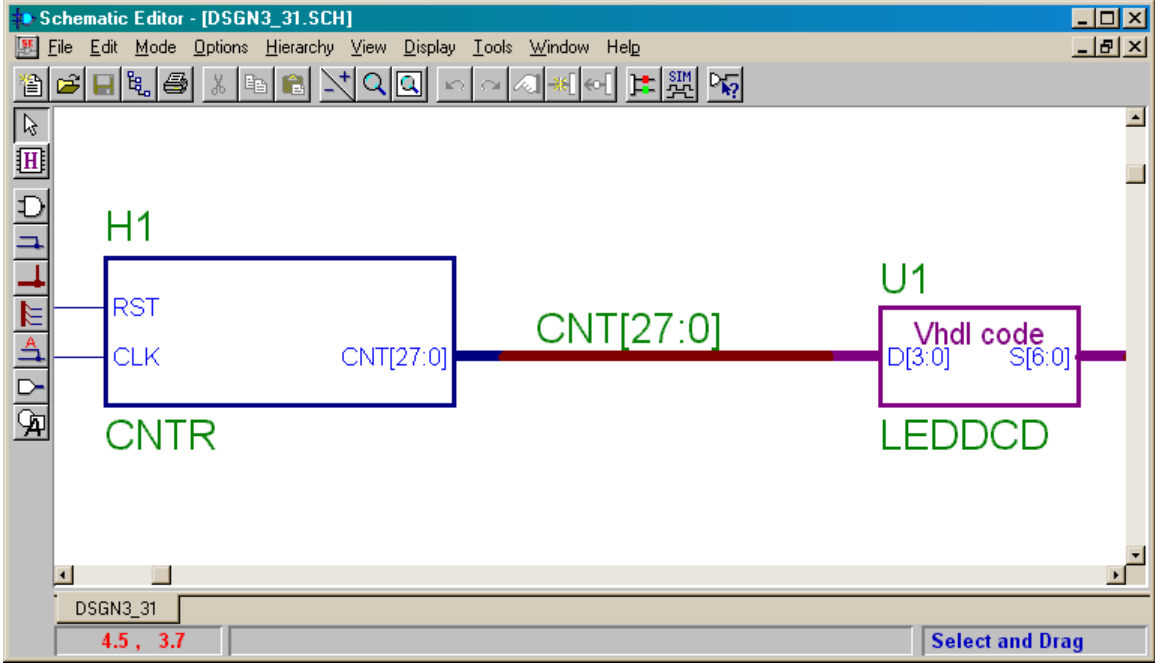 Schematic Editor - [DSGN3_31.SCH]
File Edit Mode Options Hierarchy View Display Tools Window Help
SIM
H
A
A
H1
RST
CLK
CNT[27:0]
CNTR
CNT[27:0]
U1
Vhdl code
D[3:0] S[6:0]
LEDDCD
DSGN3_31
4.5 , 3.7
Select and Drag